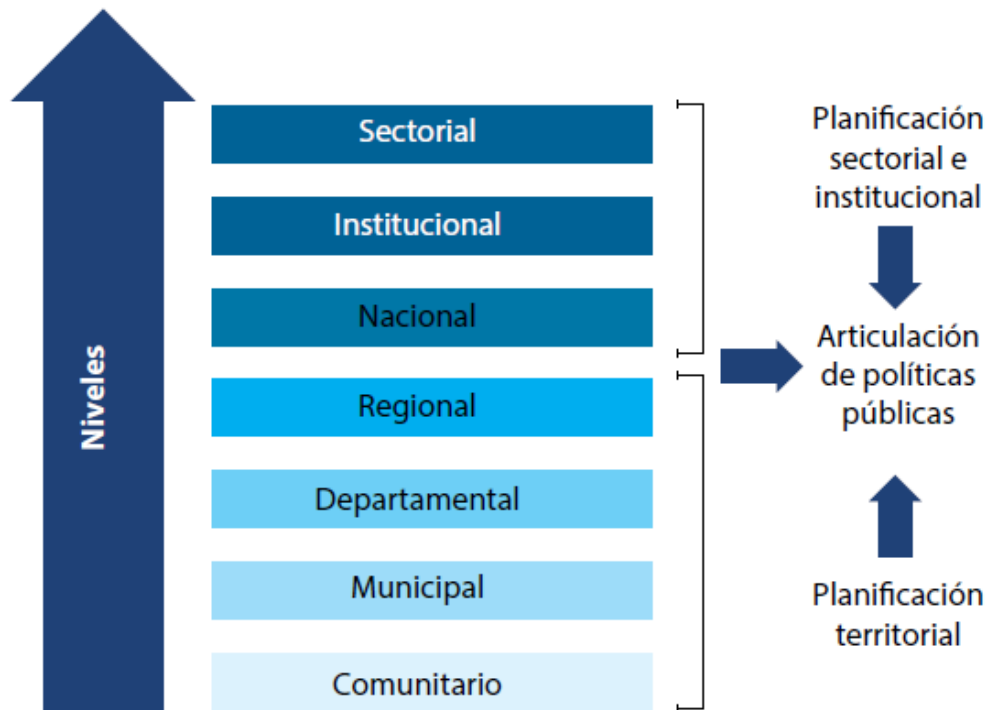 Niveles
Sectorial
Institucional
Nacional
Regional
Departamental
Municipal
Comunitario
Planificación
sectorial e
institucional
Articulación
de políticas
públicas
Planificación
territorial